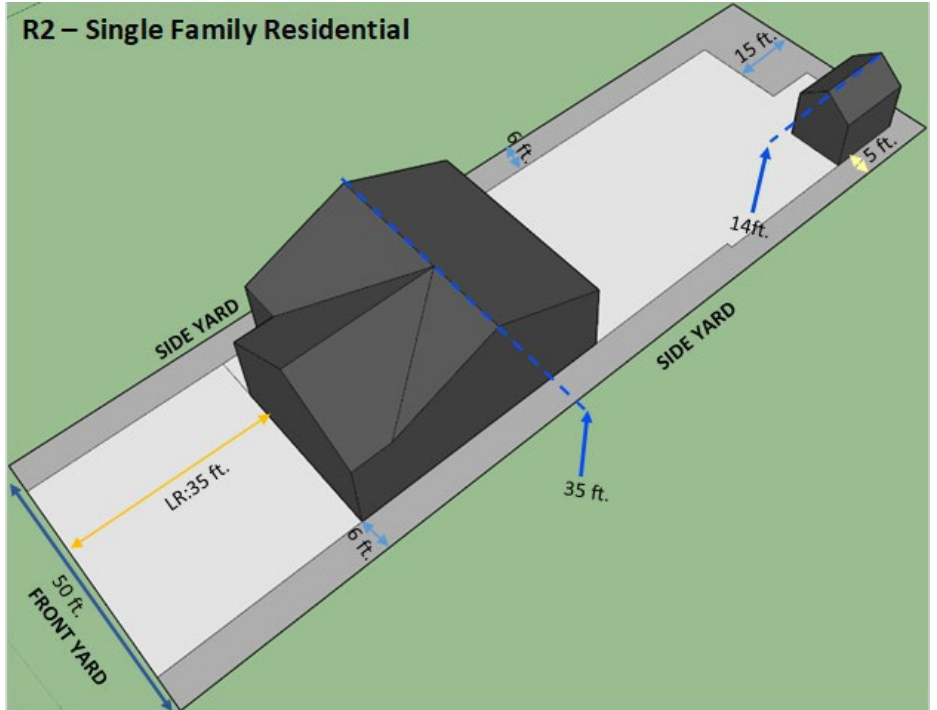 R2 – Single Family Residential
15 ft.
6 ft.
5 ft.
14ft.
SIDE YARD
SIDE YARD
LR:35 ft.
35 ft.
6 ft.
50 ft.
FRONT YARD